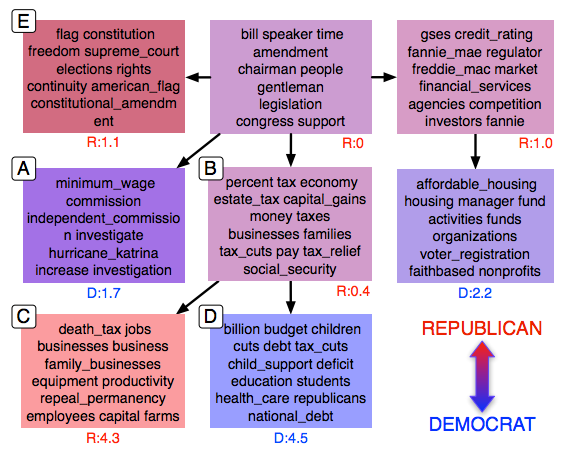 E
flag constitution
freedom supreme_court
elections rights
continuity american_flag
constitutional_amendm
ent
R:1.1
bill speaker time
amendment
chairman people
gentleman
legislation
congress support
R:0
gses credit_rating
fannie_mae regulator
freddie_mac market
financial_services
agencies competition
investors fannie
R:1.0
A
minimum_wage
commission
independent_commissio
n investigate
hurricane_katrina
increase investigation
D:1.7
B
percent tax economy
estate_tax capital_gains
money taxes
businesses families
tax_cuts pay tax_relief
social_security
R:0.4
affordable_housing
housing manager fund
activities funds
organizations
voter_registration
faithbased nonprofits
D:2.2
C
death_tax jobs
businesses business
family_businesses
equipment productivity
repeal_permanency
employees capital farms
R:4.3
D
billion budget children
cuts debt tax_cuts
child_support deficit
education students
health_care republicans
national_debt
D:4.5
REPUBLICAN
DEMOCRAT